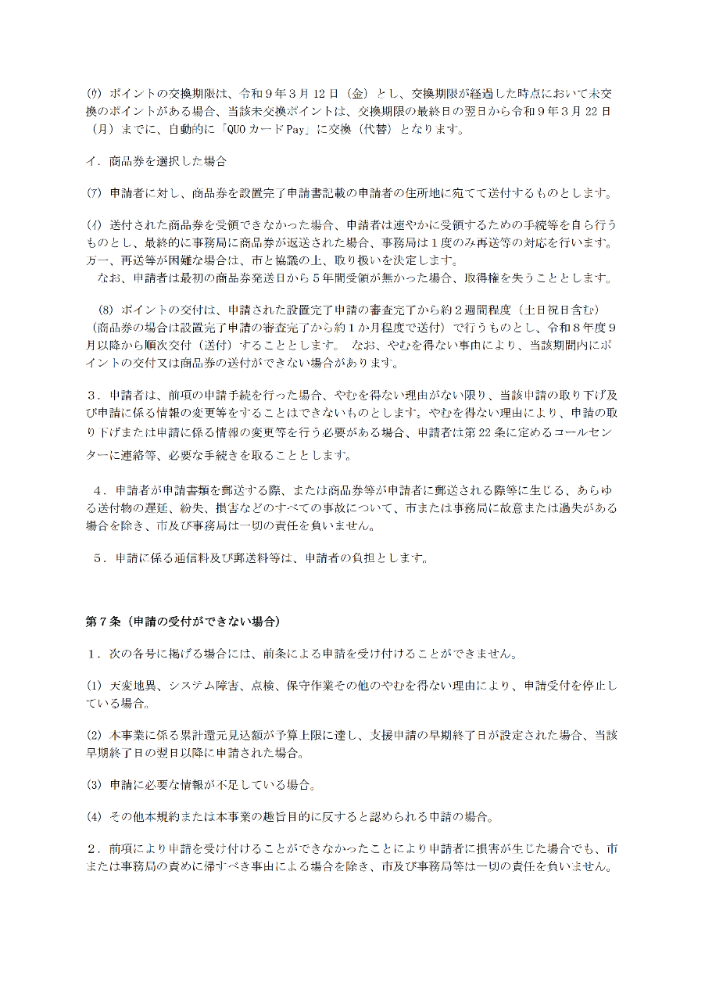 (ｳ) ポイントの交換期限は、令和９年３月 12 日（金）とし、交換期限が経過した時点において未交
換のポイントがある場合、当該未交換ポイントは、交換期限の最終日の翌日から令和９年３月 22 日
（月）までに、自動的に「QUO カード Pay」に交換（代替）となります。
イ．商品券を選択した場合
(ｱ) 申請者に対し、商品券を設置完了申請書記載の申請者の住所地に宛てて送付するものとします。
(ｲ) 送付された商品券を受領できなかった場合、申請者は速やかに受領するための手続等を自ら行う
ものとし、最終的に事務局に商品券が返送された場合、事務局は１度のみ再送等の対応を行います。
万一、再送等が困難な場合は、市と協議の上、取り扱いを決定します。
なお、申請者は最初の商品券発送日から５年間受領が無かった場合、取得権を失うこととします。
(8) ポイントの交付は、申請された設置完了申請の審査完了から約２週間程度（土日祝日含む）
（商品券の場合は設置完了申請の審査完了から約１か月程度で送付）で行うものとし、令和８年度９
月以降から順次交付（送付）することとします。 なお、やむを得ない事由により、当該期間内にポ
イントの交付又は商品券の送付ができない場合があります。
３．申請者は、前項の申請手続を行った場合、やむを得ない理由がない限り、当該申請の取り下げ及
び申請に係る情報の変更等をすることはできないものとします。やむを得ない理由により、申請の取
り下げまたは申請に係る情報の変更等を行う必要がある場合、申請者は第 22 条に定めるコールセン
ターに連絡等、必要な手続きを取ることとします。
４．申請者が申請書類を郵送する際、または商品券等が申請者に郵送される際等に生じる、あらゆ
る送付物の遅延、紛失、損害などのすべての事故について、市または事務局に故意または過失がある
場合を除き、市及び事務局は一切の責任を負いません。
５．申請に係る通信料及び郵送料等は、申請者の負担とします。
第７条（申請の受付ができない場合）
１．次の各号に掲げる場合には、前条による申請を受け付けることができません。
(1) 天変地異、システム障害、点検、保守作業その他のやむを得ない理由により、申請受付を停止し
ている場合。
(2) 本事業に係る累計還元見込額が予算上限に達し、支援申請の早期終了日が設定された場合、当該
早期終了日の翌日以降に申請された場合。
(3) 申請に必要な情報が不足している場合。
(4) その他本規約または本事業の趣旨目的に反すると認められる申請の場合。
２．前項により申請を受け付けることができなかったことにより申請者に損害が生じた場合でも、市
または事務局の責めに帰すべき事由による場合を除き、市及び事務局等は一切の責任を負いません。